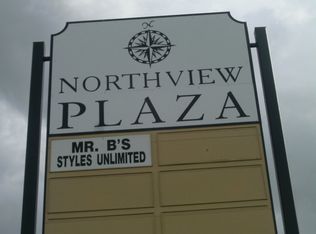 N
NORTHVIEW
PLAZA
MR. B'S
STYLES UNLIMITED